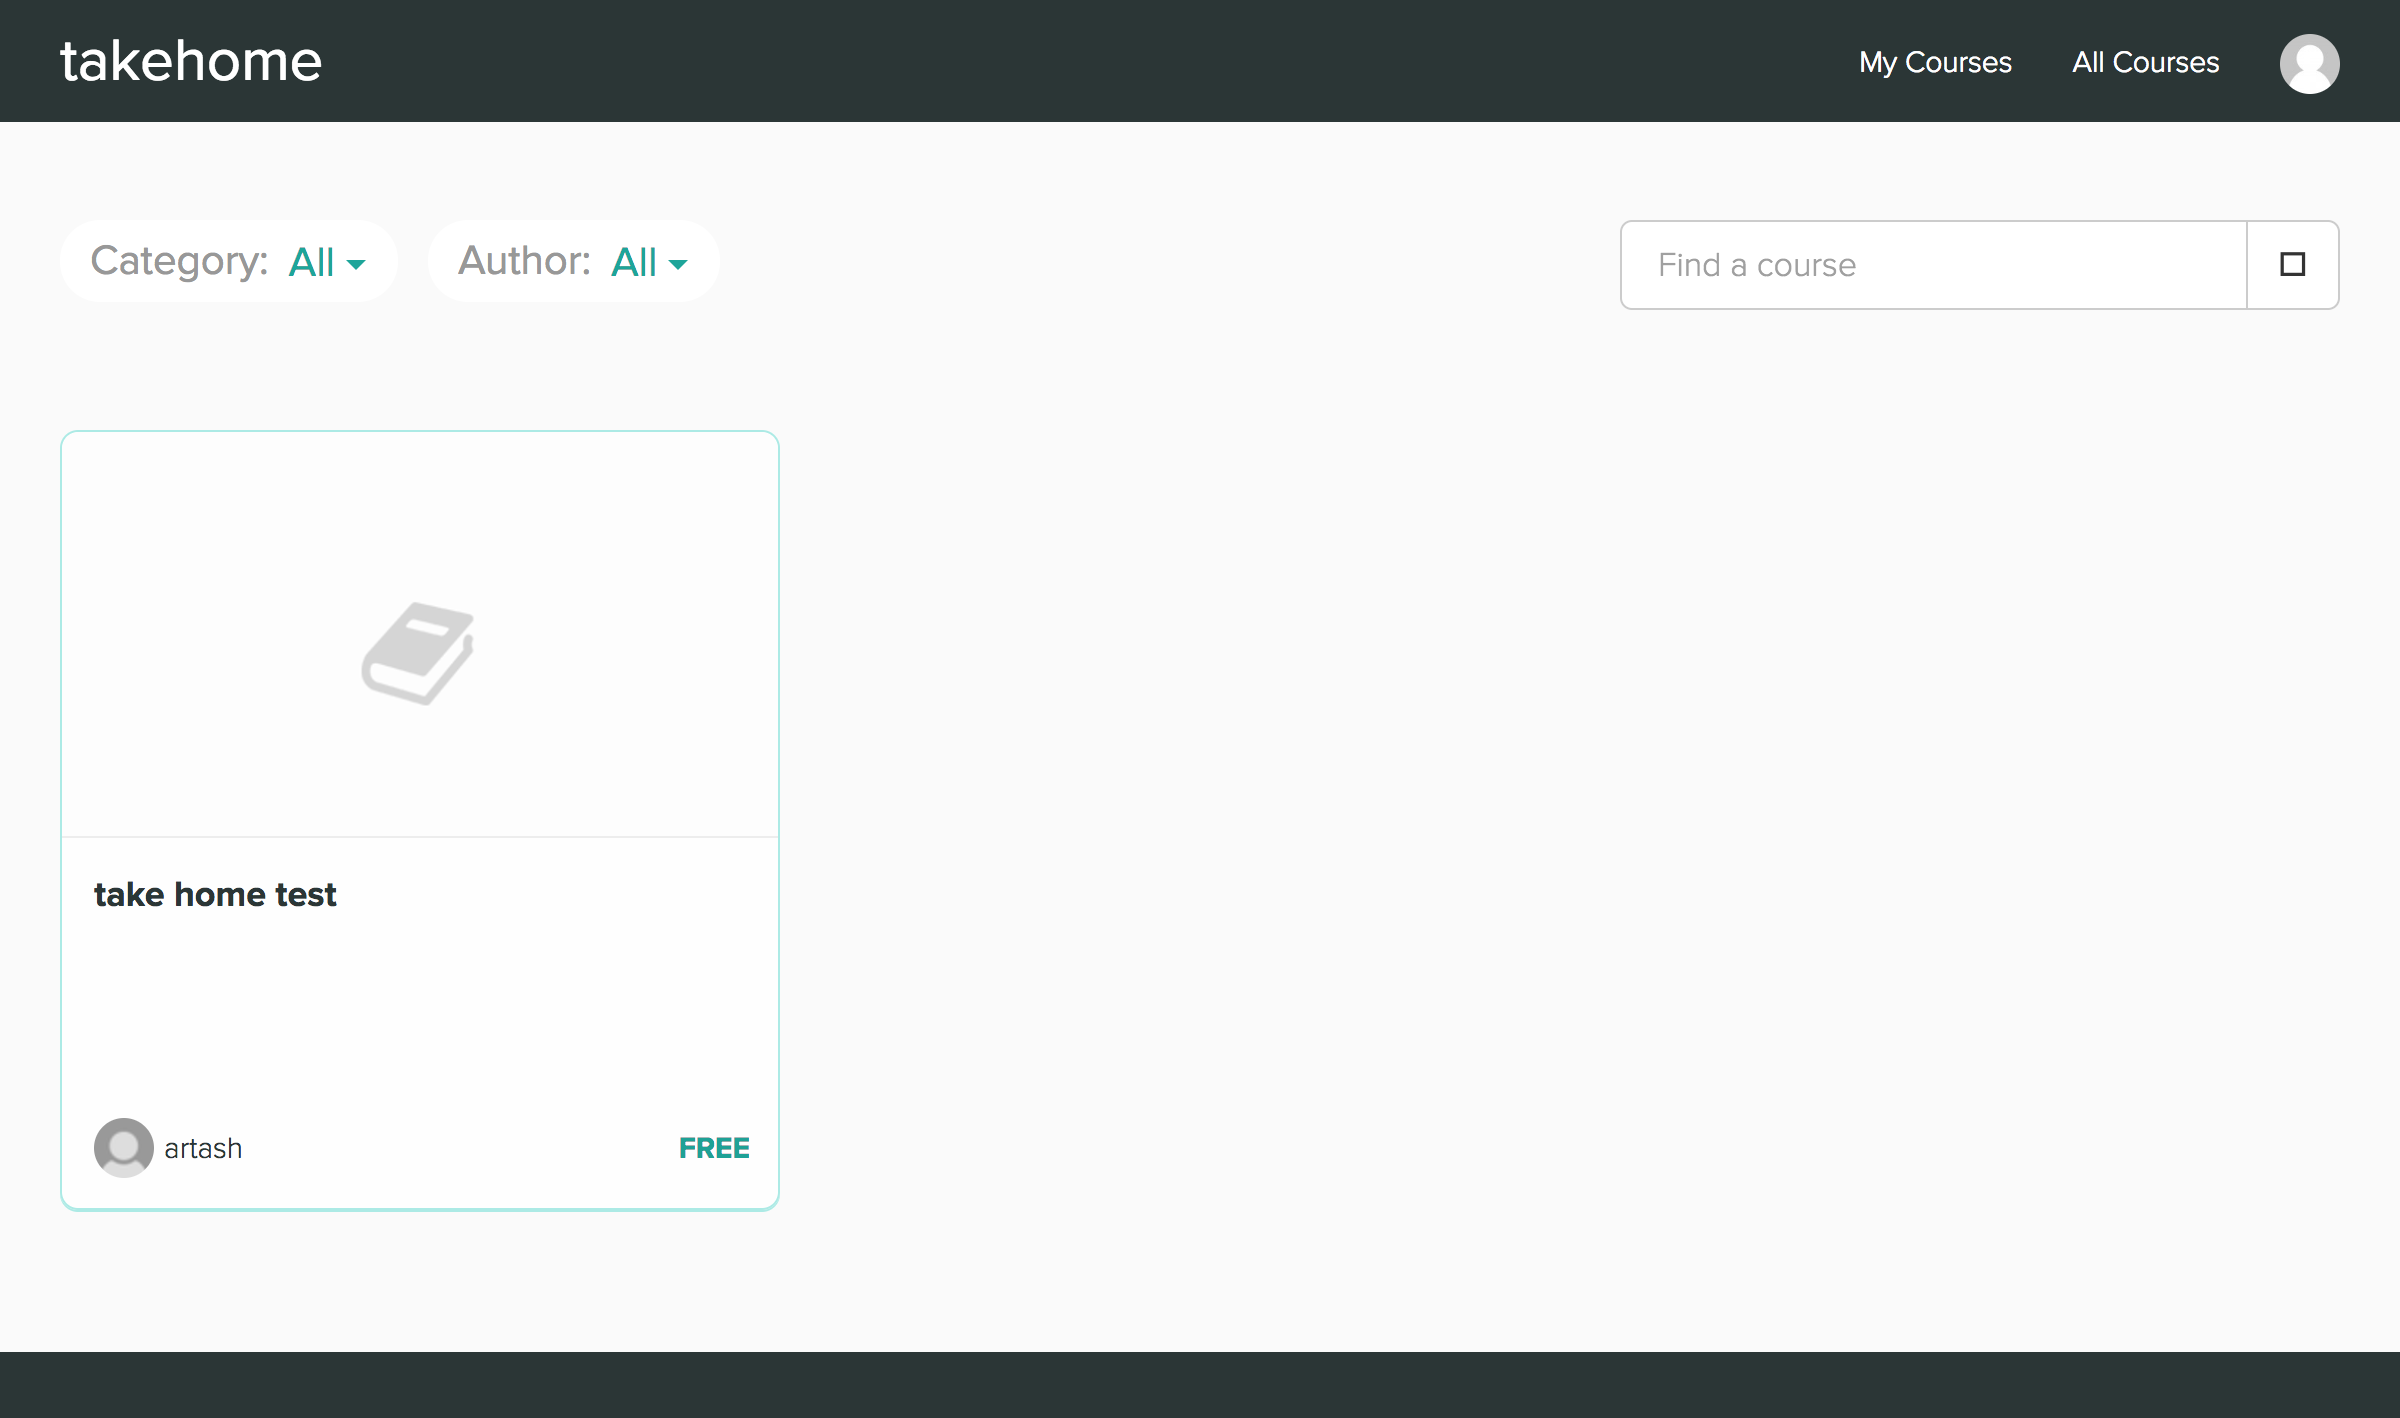 takehome
My Courses
All Courses
Category: All
Author: All
Find a course
take home test
artash
FREE